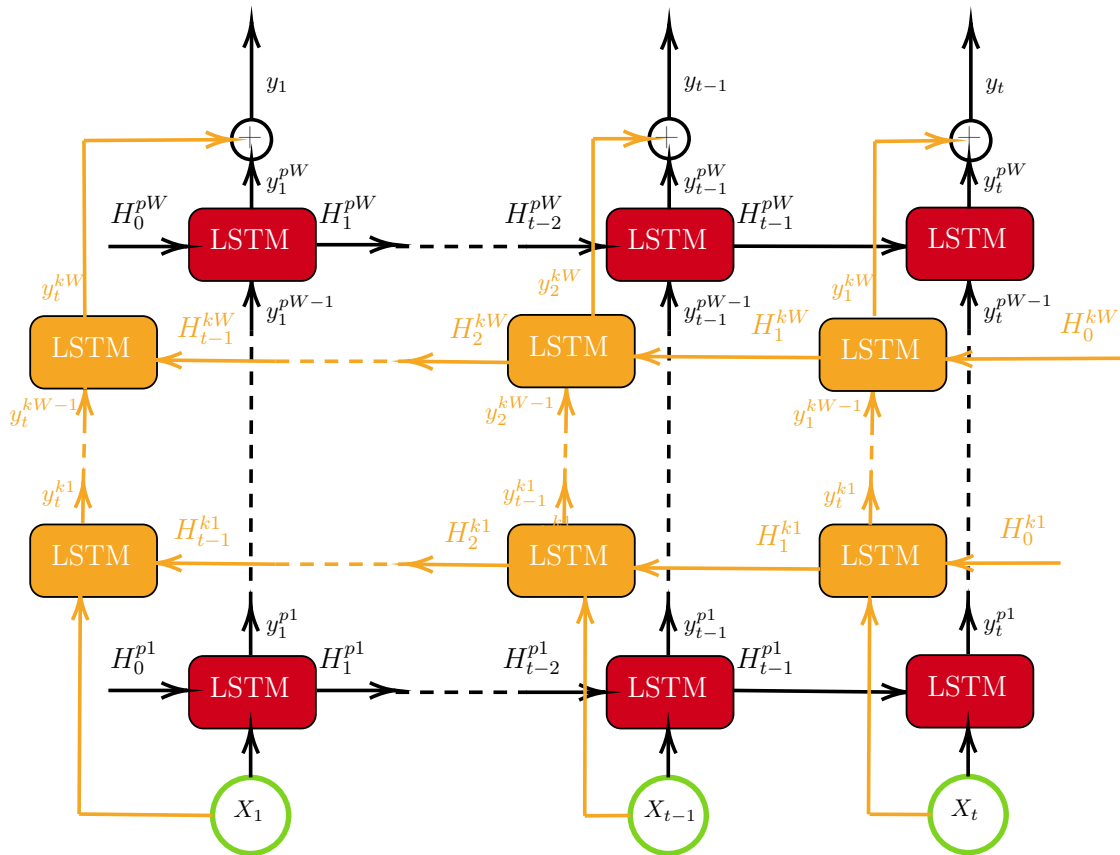 y_1 y_{t-1} y_t
+ + +
y_1^{pW} y_{t-1}^{pW} y_t^{pW}
H_0^{pW} LSTM H_1^{pW} H_{t-2}^{pW} LSTM H_{t-1}^{pW} LSTM
y_t^{kW} y_2^{kW} y_1^{kW}
y_1^{pW-1} y_{t-1}^{pW-1} y_t^{pW-1}
LSTM H_{t-1}^{kW} H_2^{kW} LSTM H_1^{kW} LSTM H_0^{kW}
y_t^{kW-1} y_2^{kW-1} y_1^{kW-1}
y_t^{k1} y_{t-1}^{k1} y_t^{k1}
LSTM H_{t-1}^{k1} H_2^{k1} LSTM H_1^{k1} LSTM H_0^{k1}
y_1^{p1} y_{t-1}^{p1} y_t^{p1}
H_0^{p1} LSTM H_1^{p1} H_{t-2}^{p1} LSTM H_{t-1}^{p1} LSTM
X_1 X_{t-1} X_t